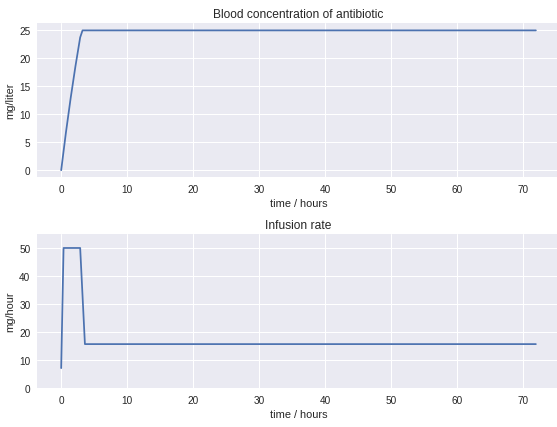 Blood concentration of antibiotic
25
20
15
10
5
0
mg/liter
0 10 20 30 40 50 60 70
time / hours
Infusion rate
50
40
30
20
10
0
mg/hour
0 10 20 30 40 50 60 70
time / hours